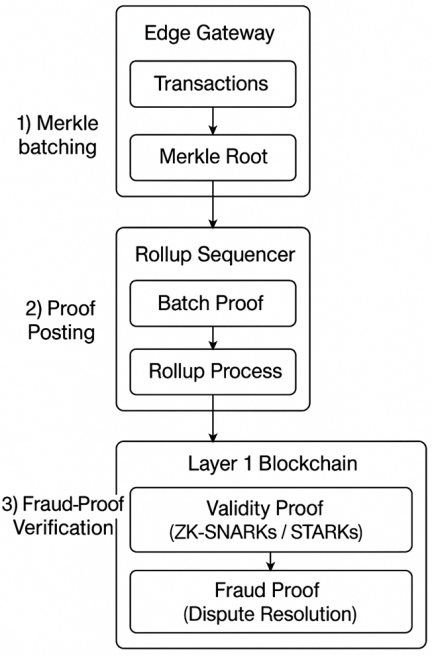 Edge Gateway
Transactions
1) Merkle
batching
Merkle Root
Rollup Sequencer
Batch Proof
2) Proof
Posting
Rollup Process
Layer 1 Blockchain
3) Fraud-Proof
Verification
Validity Proof
(ZK-SNARKs / STARKs)
Fraud Proof
(Dispute Resolution)